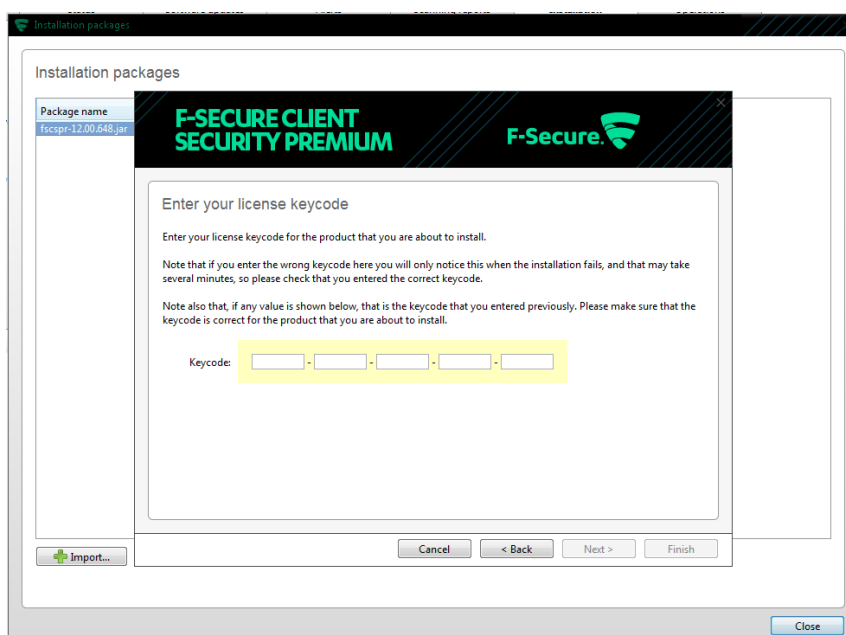 Installation packages
Installation packages
Package name
fscspr-12.00.648.jar
F-SECURE CLIENT
SECURITY PREMIUM
F-Secure.
Enter your license keycode
Enter your license keycode for the product that you are about to install.
Note that if you enter the wrong keycode here you will only notice this when the installation fails, and that may take
several minutes, so please check that you entered the correct keycode.
Note also that, if any value is shown below, that is the keycode that you entered previously. Please make sure that the
keycode is correct for the product that you are about to install.
Keycode: - - - -
Cancel < Back Next > Finish
Import...
Close